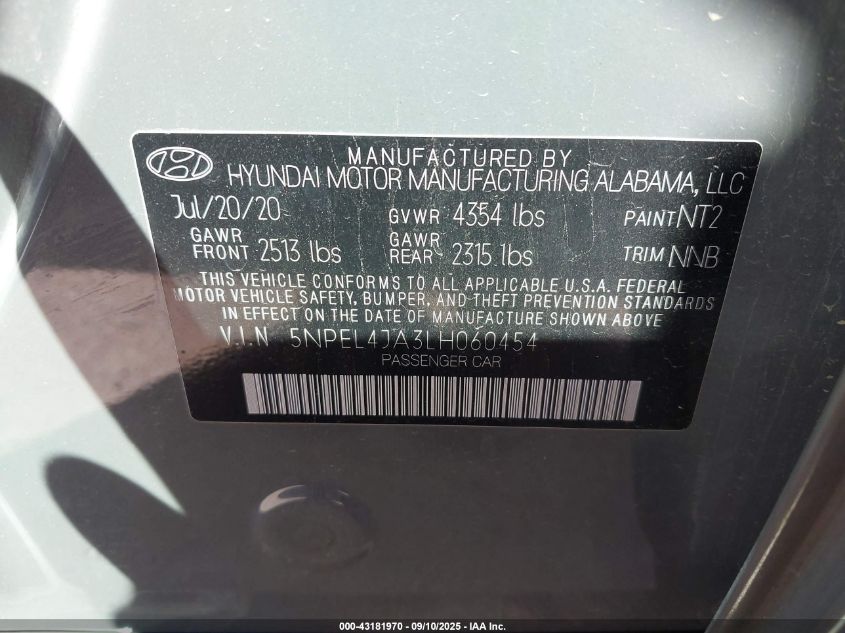 MANUFACTURED BY
HYUNDAI MOTOR MANUFACTURING ALABAMA, LLC
Jul/20/20 GVWR 4354 lbs PAINT NT2
GAWR FRONT 2513 lbs GAWR REAR 2315 lbs TRIM NNB
THIS VEHICLE CONFORMS TO ALL APPLICABLE U.S.A. FEDERAL
MOTOR VEHICLE SAFETY, BUMPER, AND THEFT PREVENTION STANDARDS
IN EFFECT ON THE DATE OF MANUFACTURE SHOWN ABOVE.
V.I.N 5NPEL4JA3LH060454
PASSENGER CAR
000-43181970 - 09/10/2025 - IAA Inc.